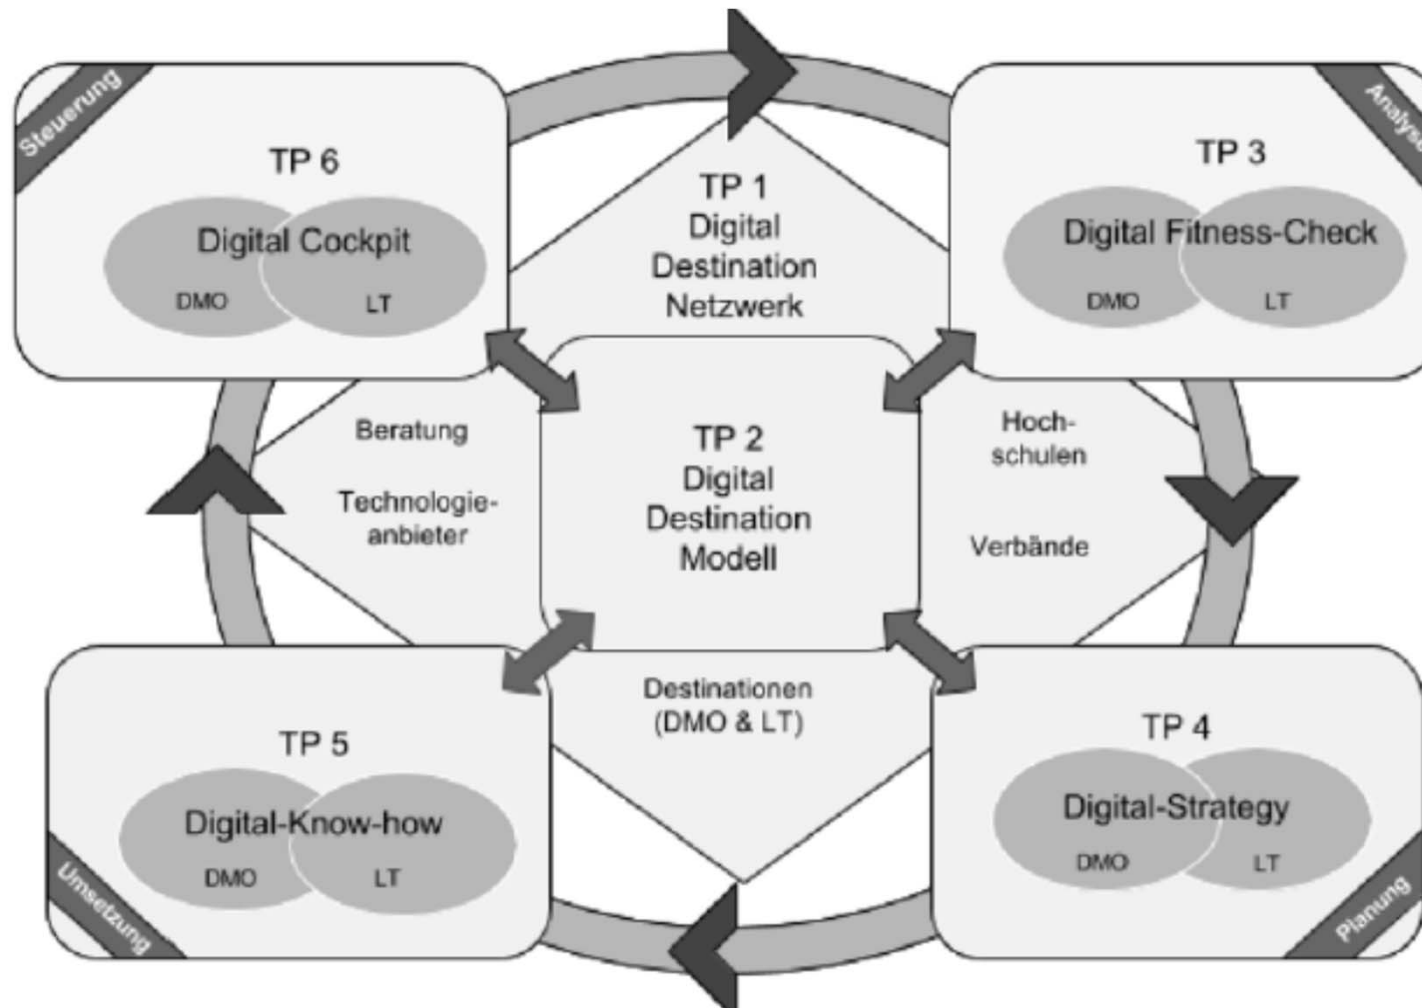 Steuerung
TP 6
Digital Cockpit
DMO
LT
TP 1
Digital
Destination
Netzwerk
Analyse
TP 3
Digital Fitness-Check
DMO
LT
Beratung
Technologie-
anbieter
TP 2
Digital
Destination
Modell
Hoch-
schulen
Verbände
Destinationen
(DMO & LT)
TP 5
Digital-Know-how
DMO
LT
Umsetzung
TP 4
Digital-Strategy
DMO
LT
Planung